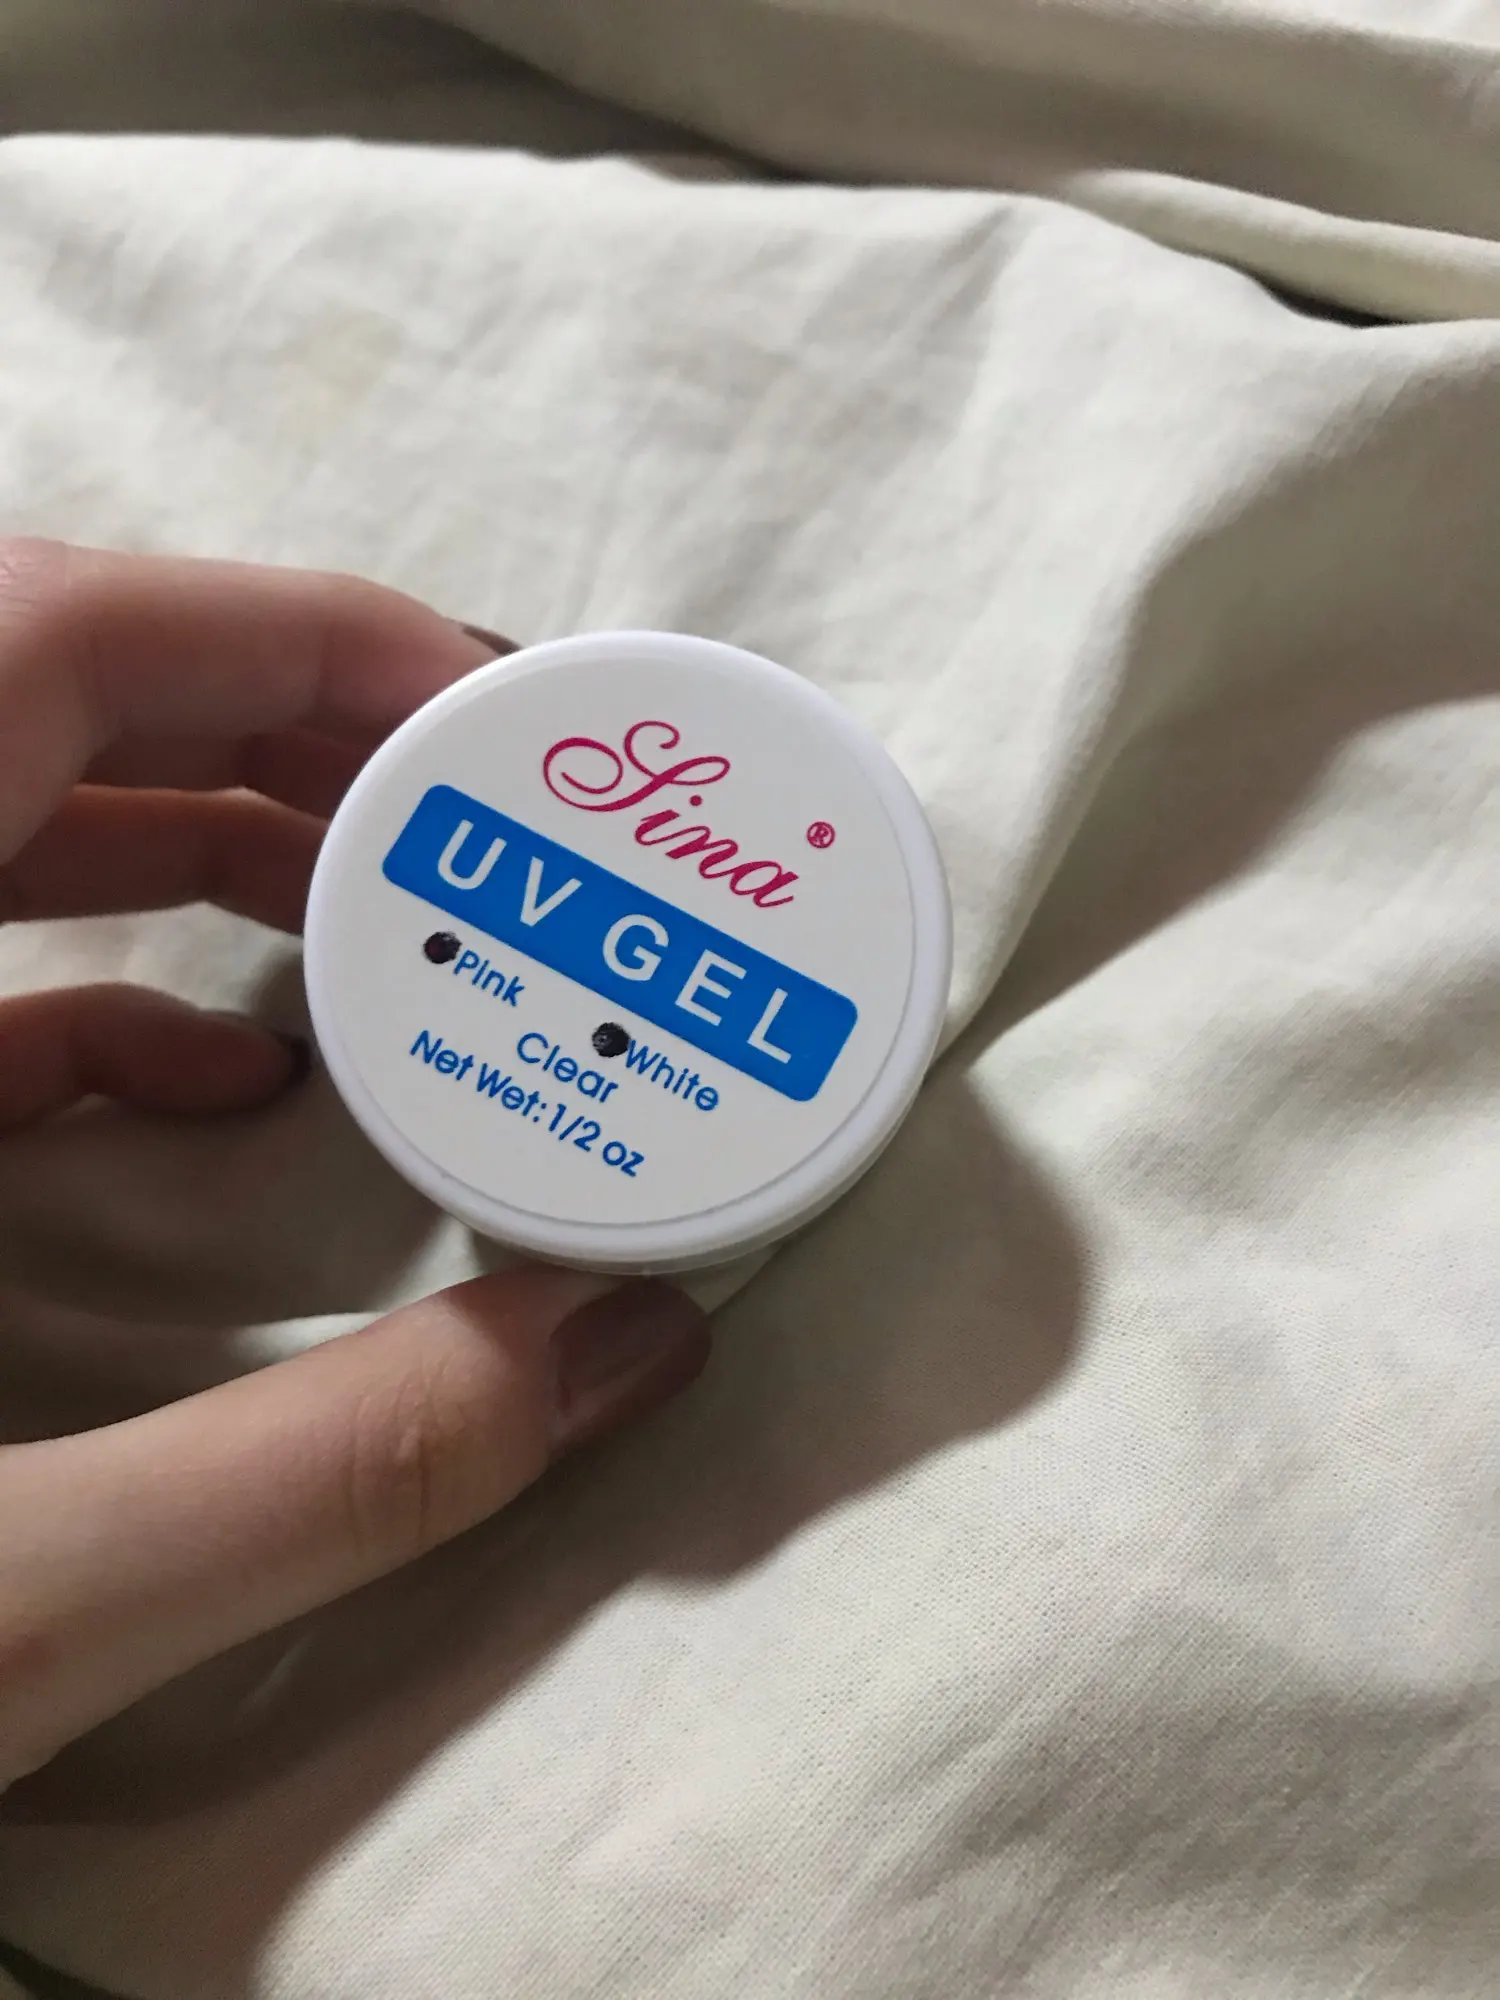 Sina®
UV GEL
Pink White
Clear
Net Wet: 1/2 oz